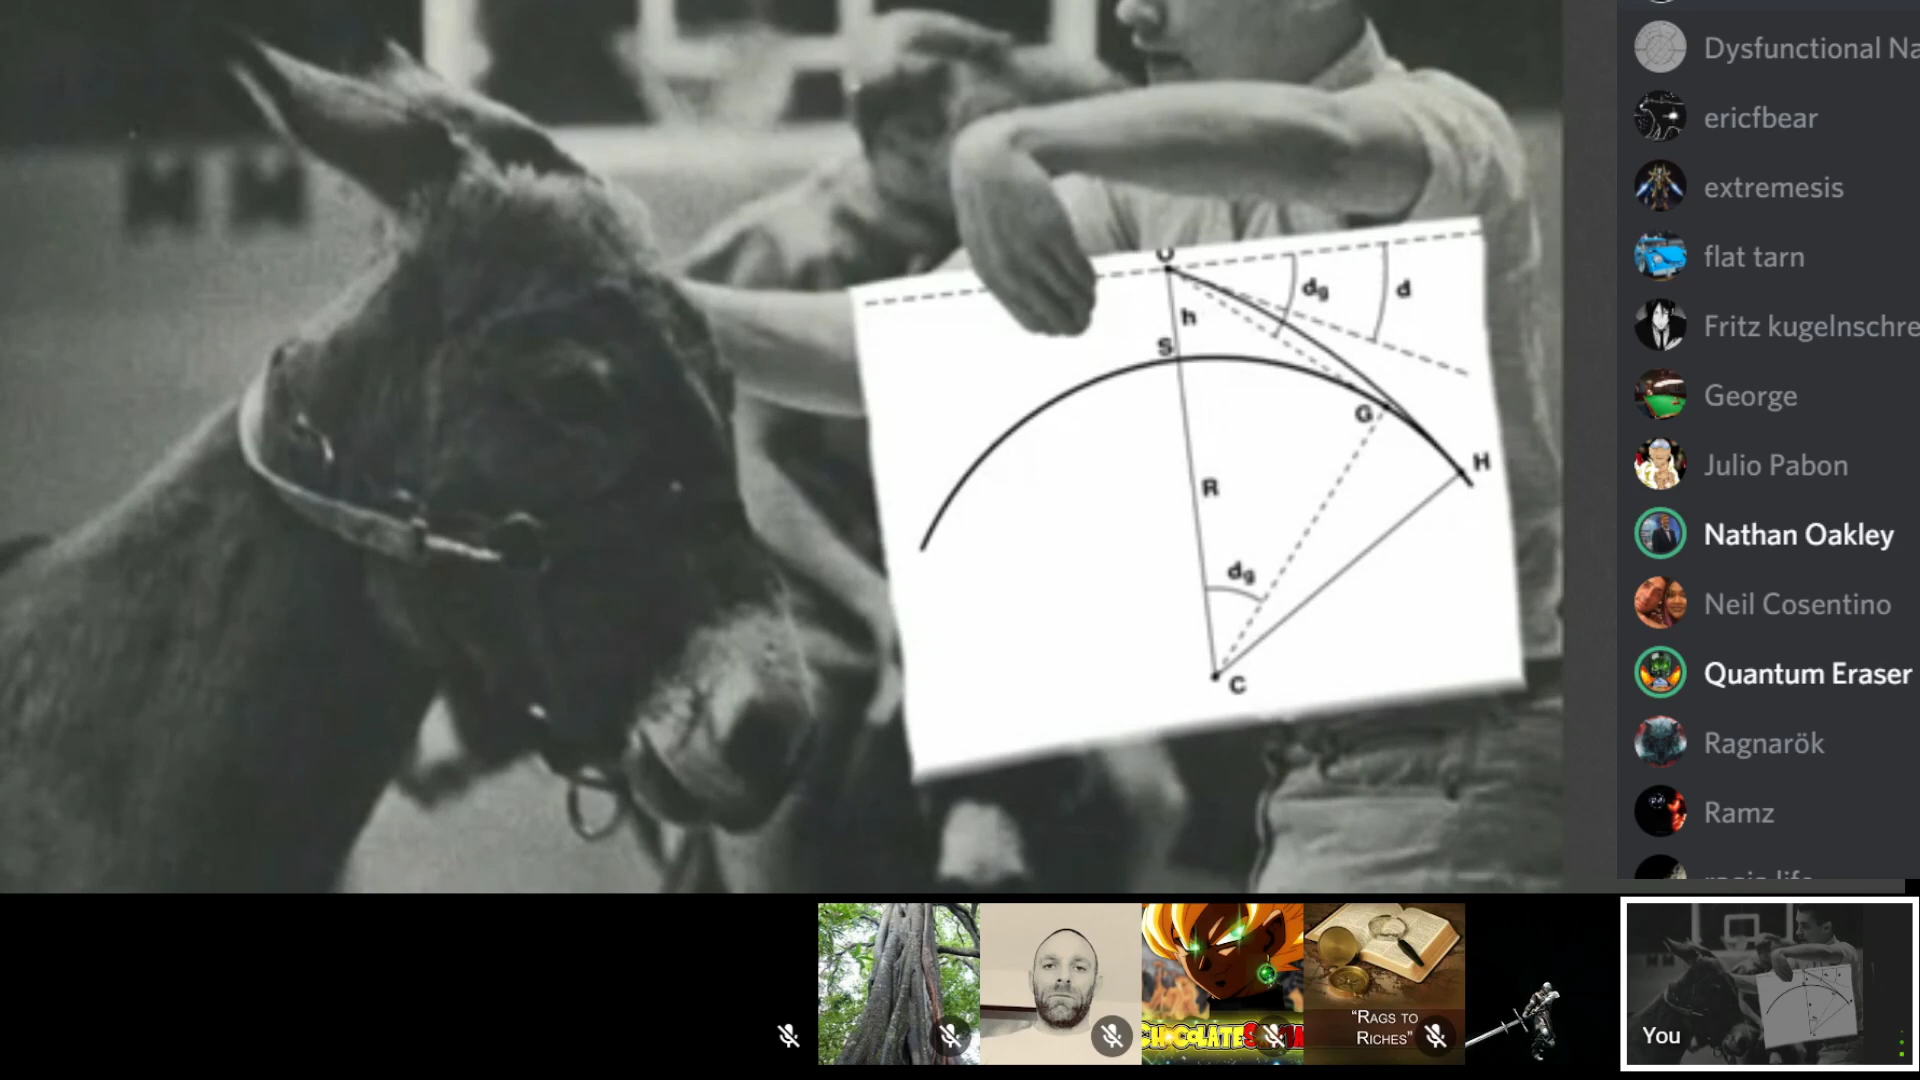 Dysfunctional Na
ericfbear
extremesis
flat tarn
Fritz kugelnschre
George
Julio Pabon
Nathan Oakley
Neil Cosentino
Quantum Eraser
Ragnarök
Ramz
h
dg
d
S
G
H
R
dg
C
"RAGS TO
RICHES"
You